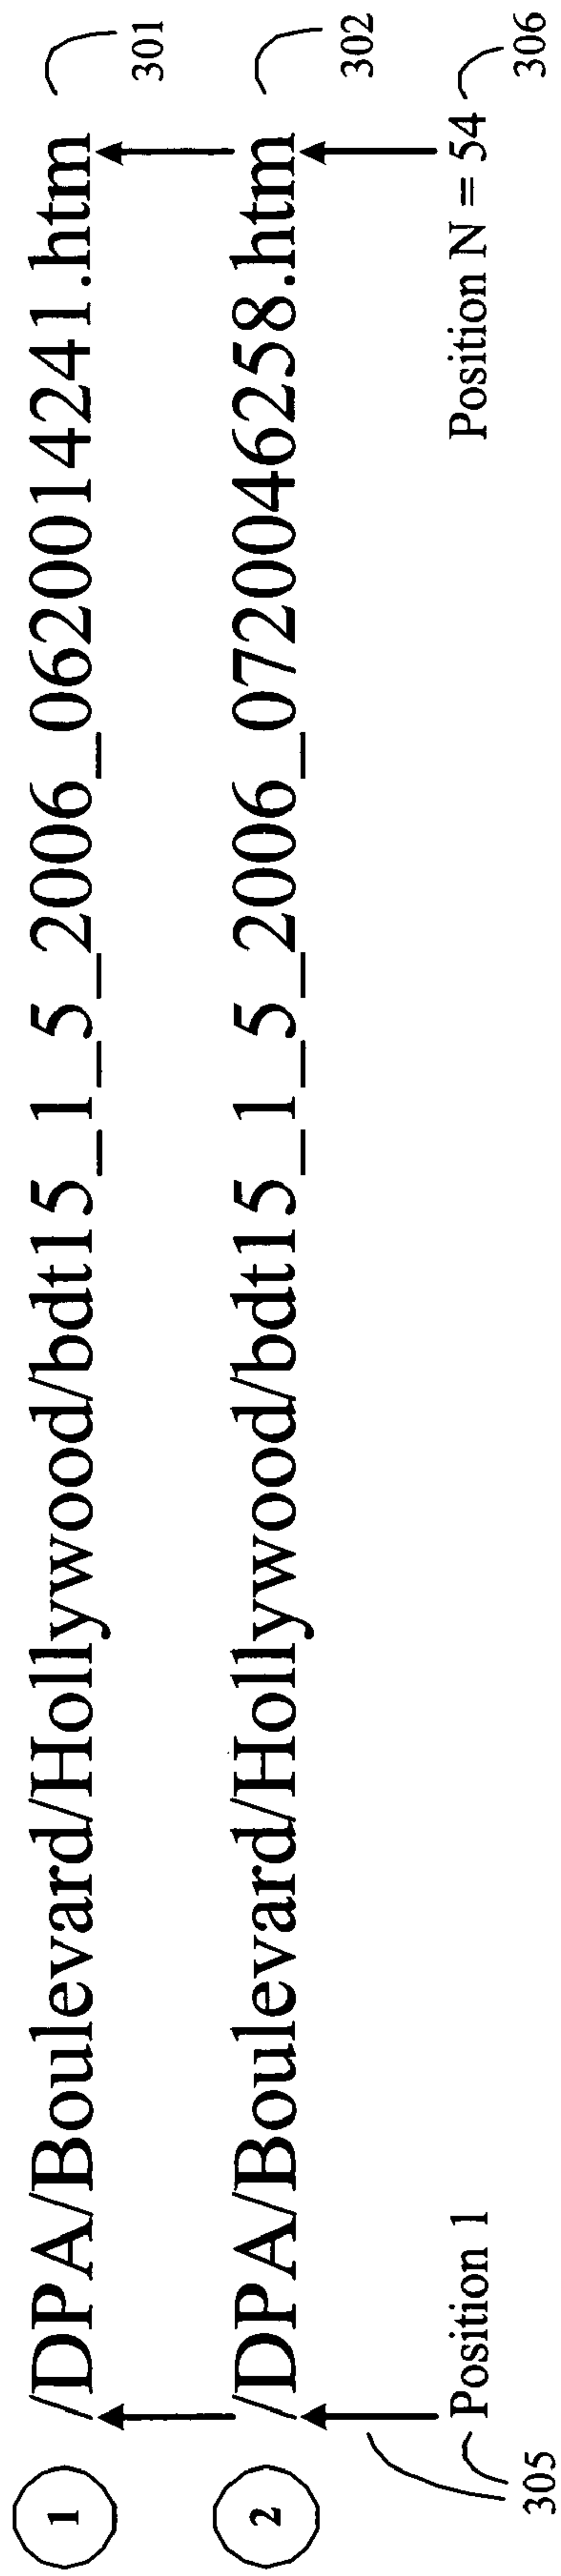 1 /DPA/Boulevard/Hollywood/bdt15_1_5_2006_0620014241.htm 301
2 /DPA/Boulevard/Hollywood/bdt15_1_5_2006_0720046258.htm 302
305 Position 1 Position N = 54 306